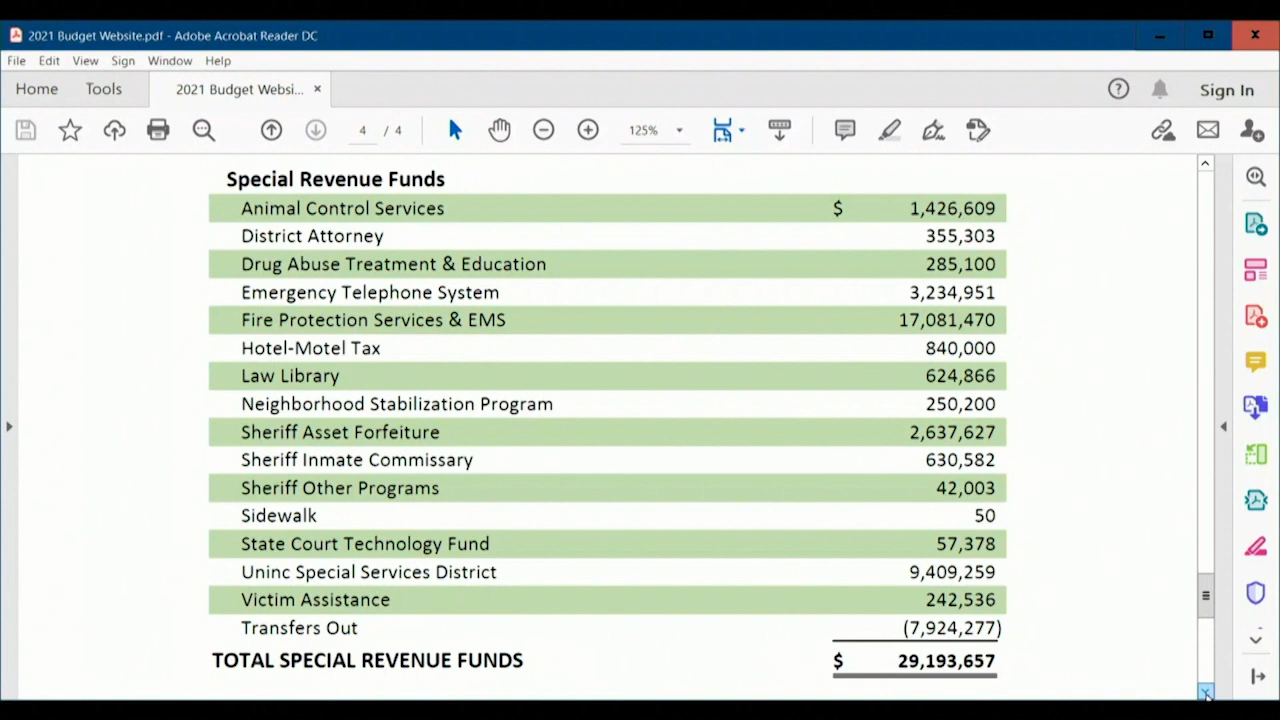 2021 Budget Website.pdf - Adobe Acrobat Reader DC
File Edit View Sign Window Help
Home Tools 2021 Budget Websi... × ? Sign In
4 / 4 125%
Special Revenue Funds
Animal Control Services $ 1,426,609
District Attorney 355,303
Drug Abuse Treatment & Education 285,100
Emergency Telephone System 3,234,951
Fire Protection Services & EMS 17,081,470
Hotel-Motel Tax 840,000
Law Library 624,866
Neighborhood Stabilization Program 250,200
Sheriff Asset Forfeiture 2,637,627
Sheriff Inmate Commissary 630,582
Sheriff Other Programs 42,003
Sidewalk 50
State Court Technology Fund 57,378
Uninc Special Services District 9,409,259
Victim Assistance 242,536
Transfers Out (7,924,277)
TOTAL SPECIAL REVENUE FUNDS $ 29,193,657